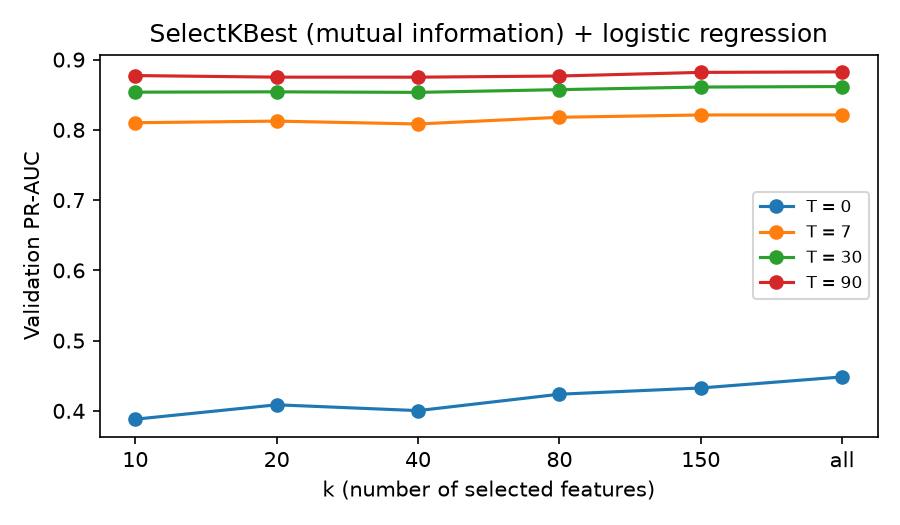 SelectKBest (mutual information) + logistic regression
Validation PR-AUC
0.9
0.8
0.7
0.6
0.5
0.4
T = 0
T = 7
T = 30
T = 90
10 20 40 80 150 all
k (number of selected features)